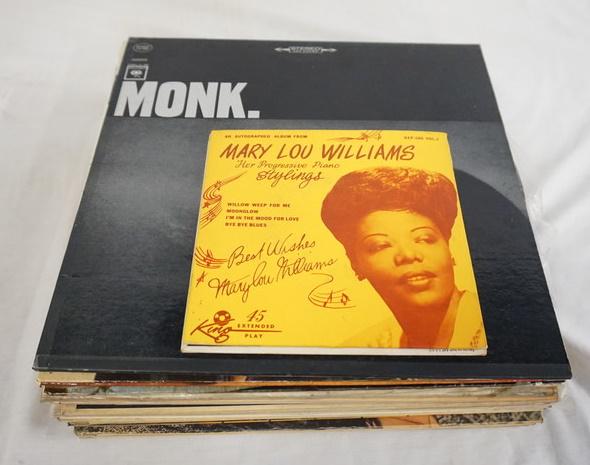 STEREO
MONK.
AN AUTOGRAPHED ALBUM FROM
MARY LOU WILLIAMS
Her Progressive Piano
Stylings
WILLOW WEEP FOR ME
MOONGLOW
I'M IN THE MOOD FOR LOVE
BYE BYE BLUES
Best Wishes
Mary Lou Williams
King
45
EXTENDED
PLAY